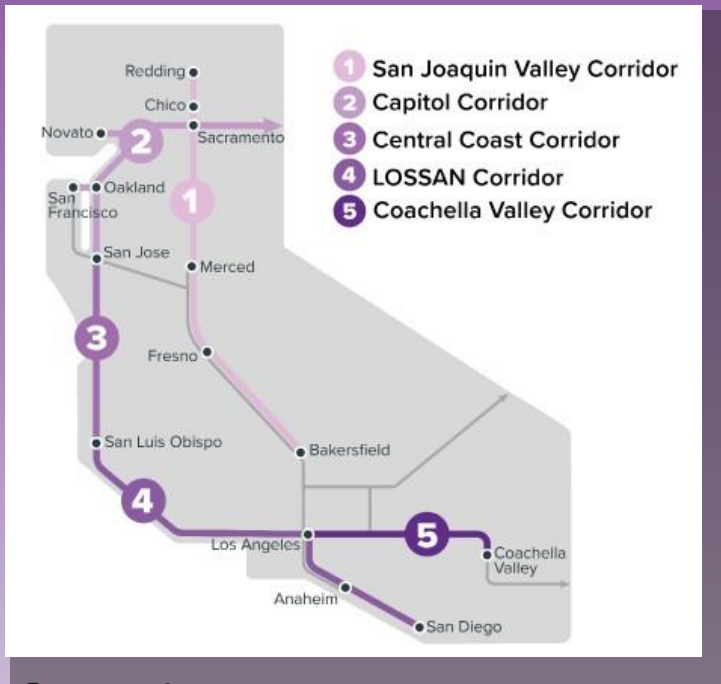 1 San Joaquin Valley Corridor
2 Capitol Corridor
3 Central Coast Corridor
4 LOSSAN Corridor
5 Coachella Valley Corridor
Redding
Chico
Novato
2
Sacramento
Oakland
San
Francisco
1
San Jose
Merced
3
Fresno
San Luis Obispo
Bakersfield
4
Los Angeles
5
Coachella
Valley
Anaheim
San Diego